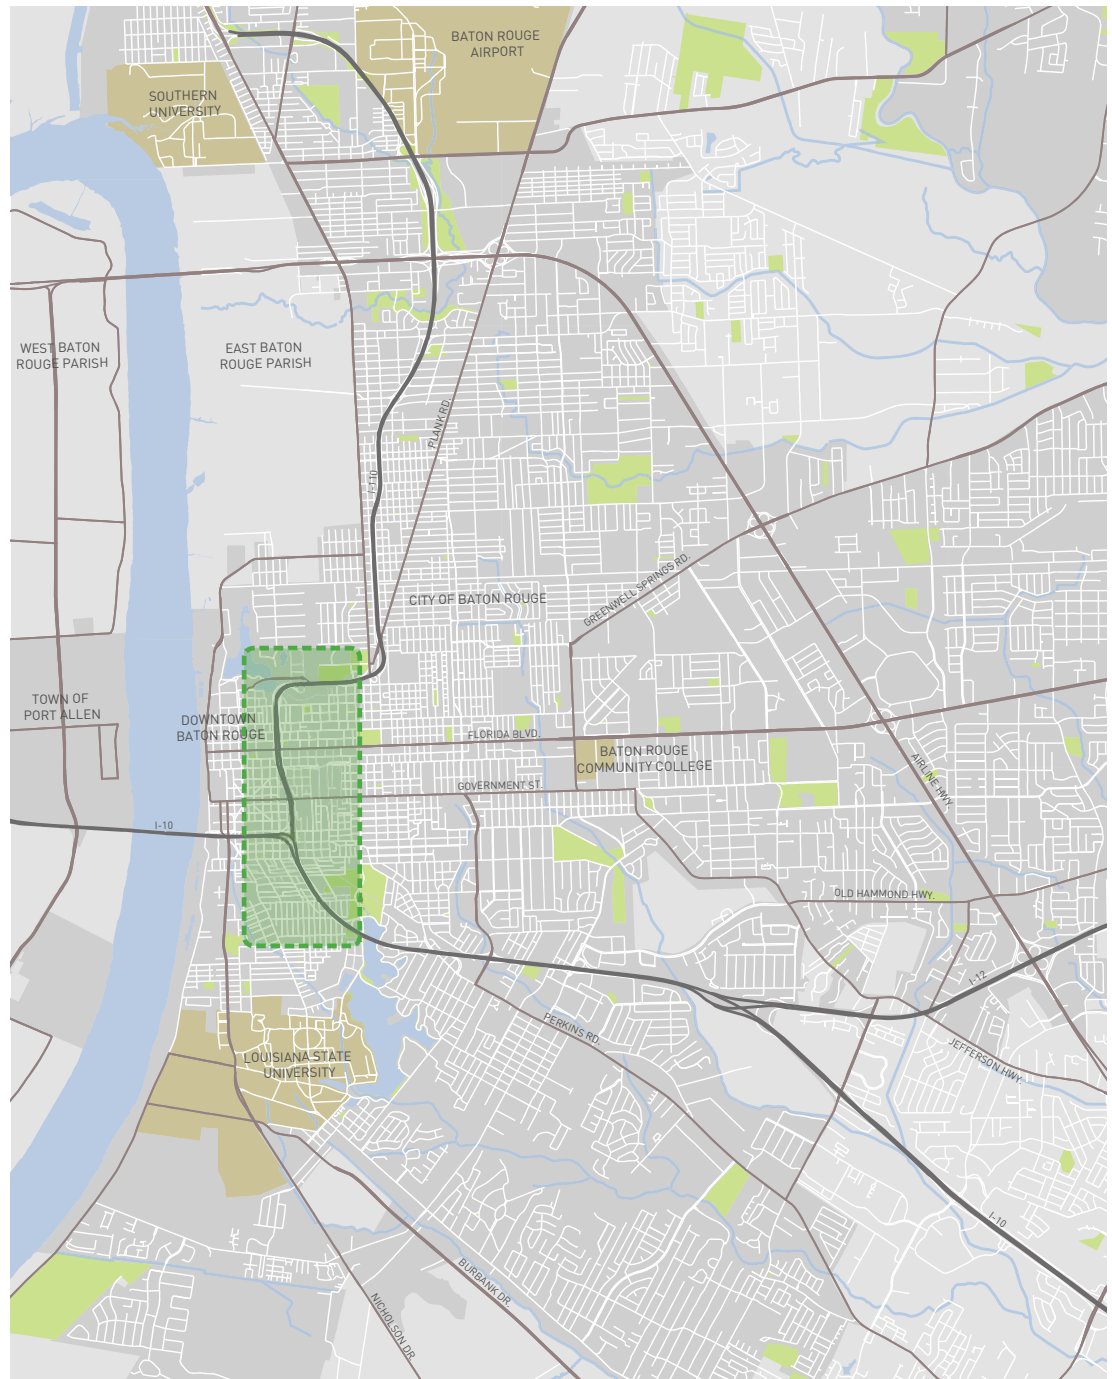 BATON ROUGE
AIRPORT
SOUTHERN
UNIVERSITY
WEST BATON
ROUGE PARISH
EAST BATON
ROUGE PARISH
PLANK RD.
I-110
GREENWELL SPRINGS RD.
CITY OF BATON ROUGE
TOWN OF
PORT ALLEN
DOWNTOWN
BATON ROUGE
FLORIDA BLVD.
BATON ROUGE
COMMUNITY COLLEGE
AIRLINE HWY.
GOVERNMENT ST.
I-10
OLD HAMMOND HWY.
I-12
PERKINS RD.
JEFFERSON HWY.
LOUISIANA STATE
UNIVERSITY
I-10
BURBANK DR.
NICHOLSON DR